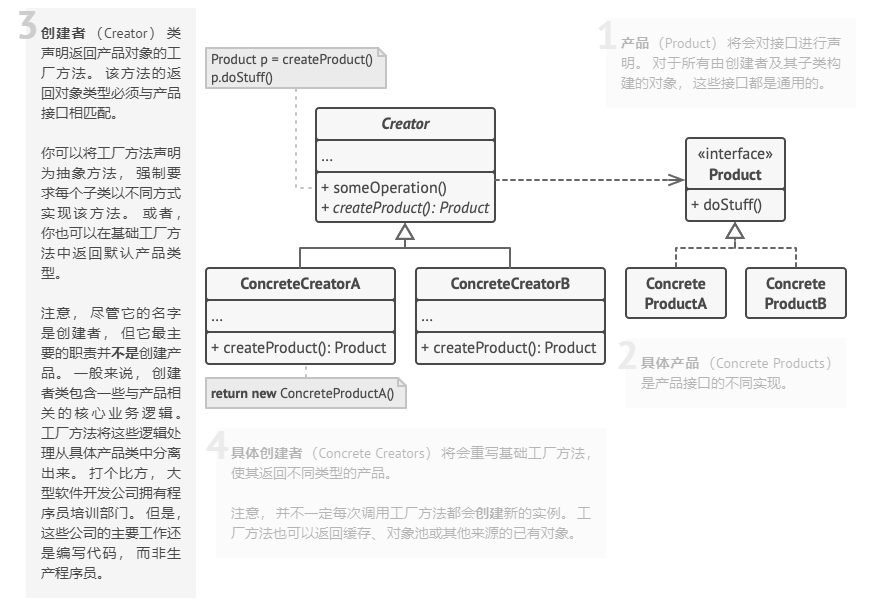 3
创建者 （Creator） 类
声明返回产品对象的工
厂方法。 该方法的返
回对象类型必须与产品
接口相匹配。
你可以将工厂方法声明
为抽象方法， 强制要
求每个子类以不同方式
实现该方法。 或者，
你也可以在基础工厂方
法中返回默认产品类
型。
注意， 尽管它的名字
是创建者， 但它最主
要的职责并不是创建产
品。 一般来说， 创建
者类包含一些与产品相
关的核心业务逻辑。
工厂方法将这些逻辑处
理从具体产品类中分离
出来。 打个比方， 大
型软件开发公司拥有程
序员培训部门。 但是，
这些公司的主要工作还
是编写代码， 而非生
产程序员。
Product p = createProduct()
p.doStuff()
Creator
...
+ someOperation()
+ createProduct(): Product
ConcreteCreatorA
...
+ createProduct(): Product
ConcreteCreatorB
...
+ createProduct(): Product
return new ConcreteProductA()
1
产品 （Product） 将会对接口进行声
明。 对于所有由创建者及其子类构
建的对象， 这些接口都是通用的。
«interface»
Product
+ doStuff()
Concrete
ProductA
Concrete
ProductB
2
具体产品 （Concrete Products）
是产品接口的不同实现。
4
具体创建者 （Concrete Creators） 将会重写基础工厂方法，
使其返回不同类型的产品。
注意， 并不一定每次调用工厂方法都会创建新的实例。 工
厂方法也可以返回缓存、 对象池或其他来源的已有对象。